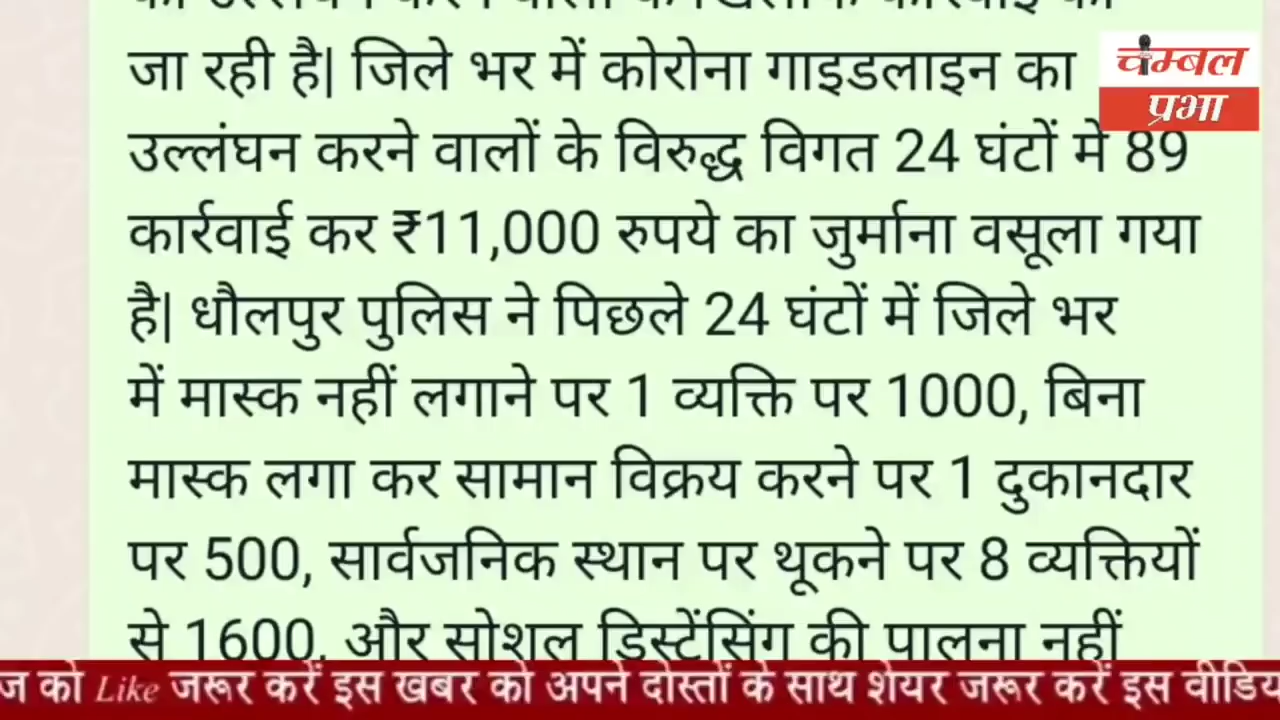 जा रही है| जिले भर में कोरोना गाइडलाइन का
उल्लंघन करने वालों के विरुद्ध विगत 24 घंटों में 89
कार्रवाई कर ₹11,000 रुपये का जुर्माना वसूला गया
है| धौलपुर पुलिस ने पिछले 24 घंटों में जिले भर
में मास्क नहीं लगाने पर 1 व्यक्ति पर 1000, बिना
मास्क लगा कर सामान विक्रय करने पर 1 दुकानदार
पर 500, सार्वजनिक स्थान पर थूकने पर 8 व्यक्तियों
से 1600, और सोशल डिस्टेंसिंग की पालना नहीं
चम्बल
प्रभा
ज को Like जरूर करें इस खबर को अपने दोस्तों के साथ शेयर जरूर करें इस वीडिय